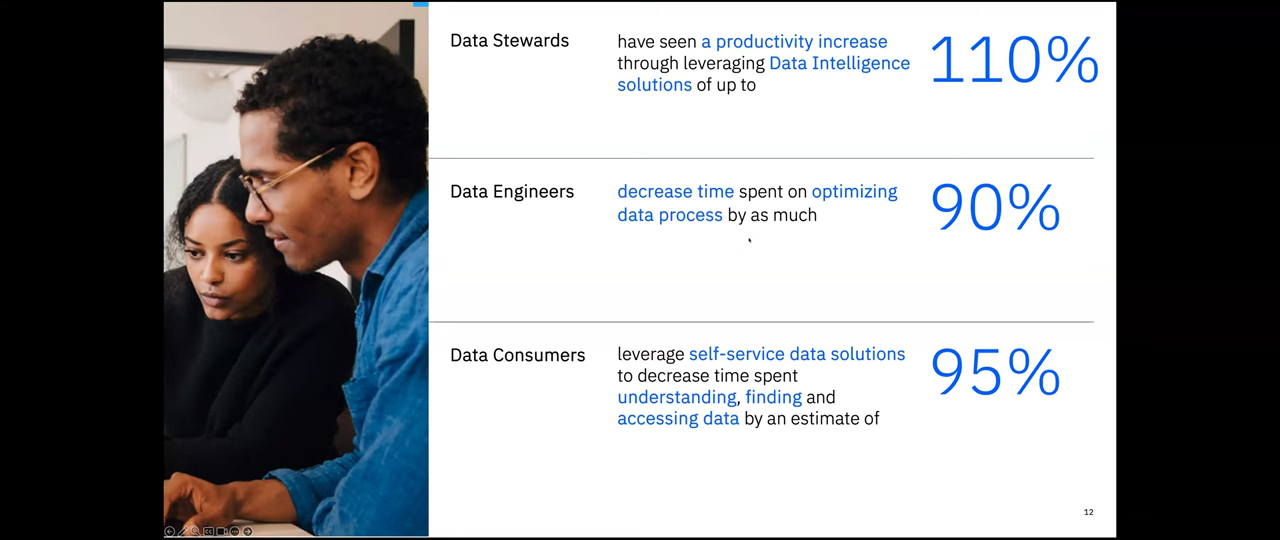 Data Stewards
have seen a productivity increase
through leveraging Data Intelligence
solutions of up to
110%
Data Engineers
decrease time spent on optimizing
data process by as much
90%
Data Consumers
leverage self-service data solutions
to decrease time spent
understanding, finding and
accessing data by an estimate of
95%
12